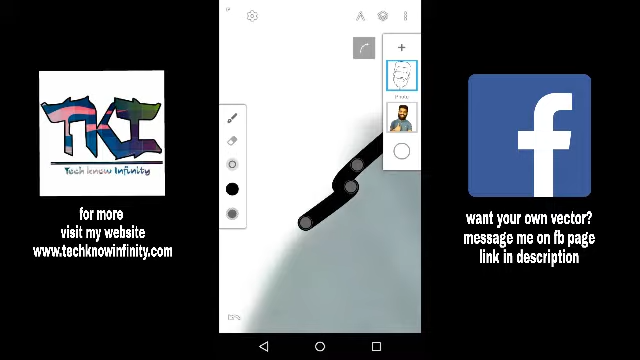 TKI
Tech know Infinity
for more
visit my website
www.techknowinfinity.com
Photo
f
want your own vector?
message me on fb page
link in description